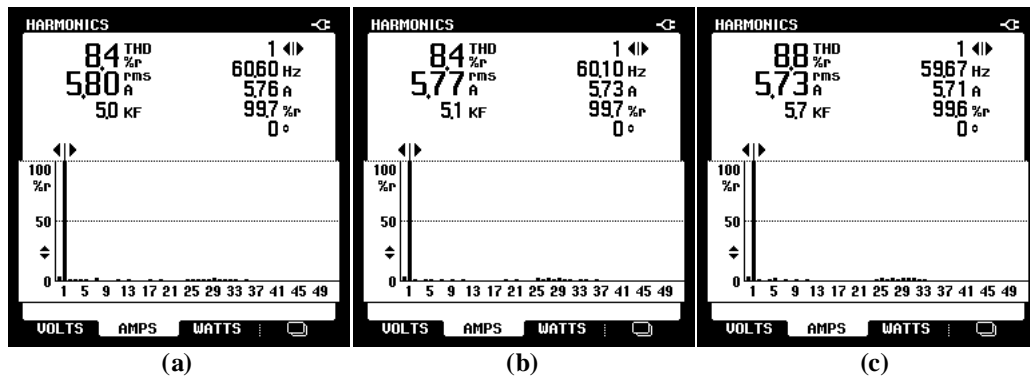 HARMONICS
8.4 THD %r
5.80 rms A
5.0 KF
1
60.60 Hz
5.76 A
99.7 %r
0 °
100
%r
50
0
1 5 9 13 17 21 25 29 33 37 41 45 49
VOLTS AMPS WATTS
(a)
HARMONICS
8.4 THD %r
5.77 rms A
5.1 KF
1
60.10 Hz
5.73 A
99.7 %r
0 °
100
%r
50
0
1 5 9 13 17 21 25 29 33 37 41 45 49
VOLTS AMPS WATTS
(b)
HARMONICS
8.8 THD %r
5.73 rms A
5.7 KF
1
59.67 Hz
5.71 A
99.6 %r
0 °
100
%r
50
0
1 5 9 13 17 21 25 29 33 37 41 45 49
VOLTS AMPS WATTS
(c)